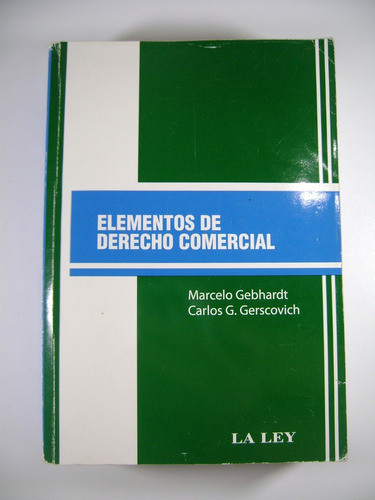 ELEMENTOS DE
DERECHO COMERCIAL
Marcelo Gebhardt
Carlos G. Gerscovich
LA LEY